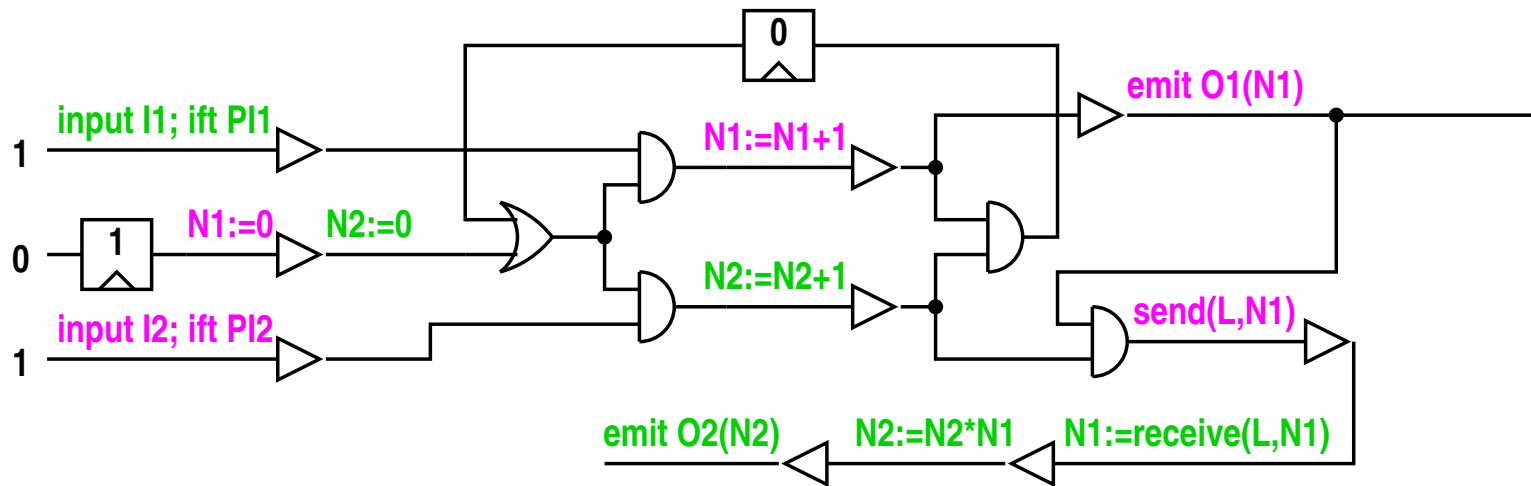 0
emit O1(N1)
input I1; ift PI1
1
N1:=N1+1
N1:=0
N2:=0
1
0
N2:=N2+1
input I2; ift PI2
send(L,N1)
1
emit O2(N2)
N2:=N2*N1
N1:=receive(L,N1)